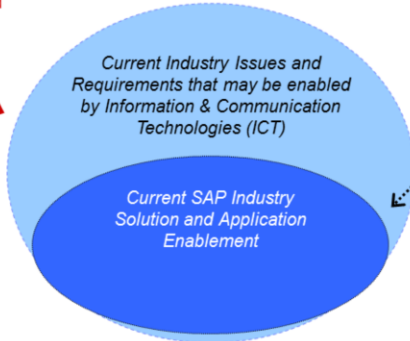 Current Industry Issues and
Requirements that may be enabled
by Information & Communication
Technologies (ICT)
Current SAP Industry
Solution and Application
Enablement